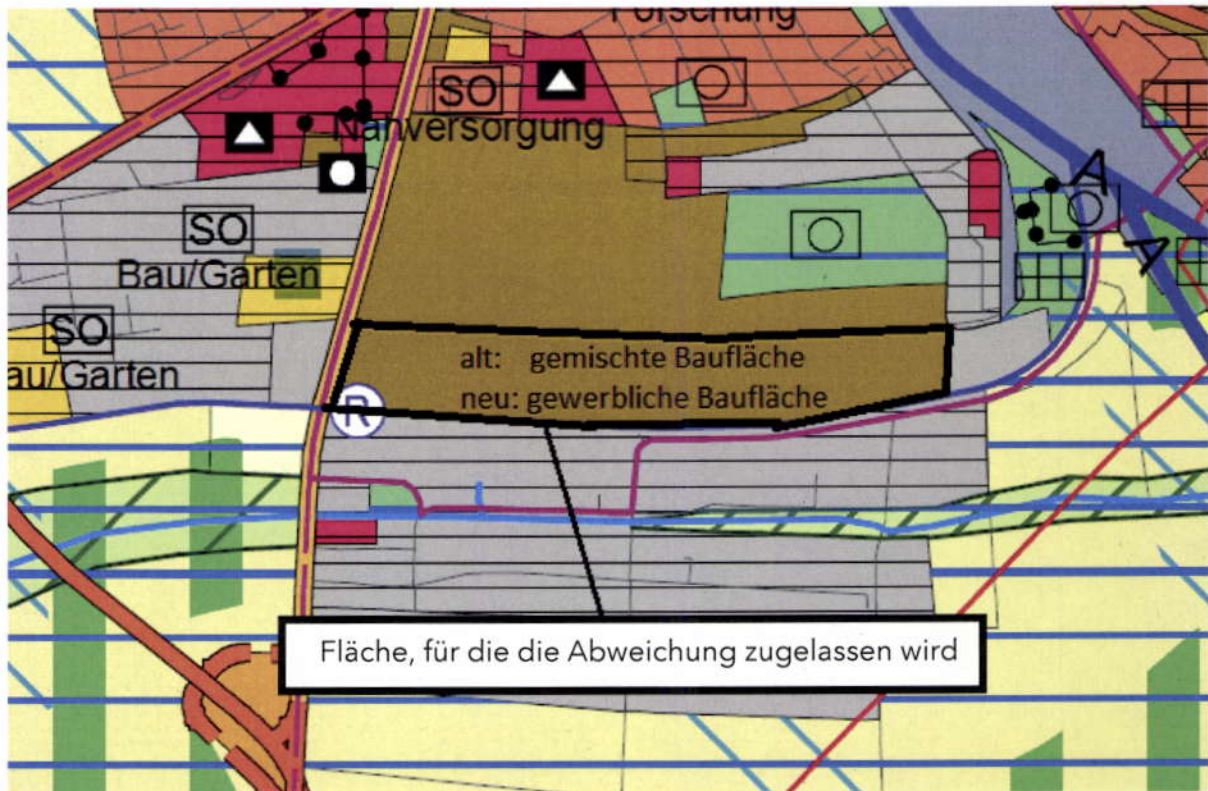 Forschung
SO
Nahversorgung
SO
Bau/Garten
SO
au/Garten
A
A
alt: gemischte Baufläche
neu: gewerbliche Baufläche
R
Fläche, für die die Abweichung zugelassen wird